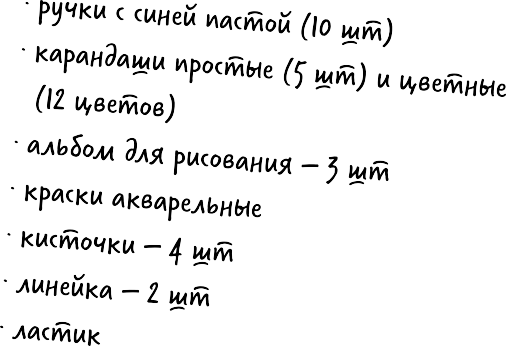 · ручки с синей пастой (10 шт)
· карандаши простые (5 шт) и цветные
(12 цветов)
· альбом для рисования – 3 шт
· краски акварельные
· кисточки – 4 шт
· линейка – 2 шт
· ластик